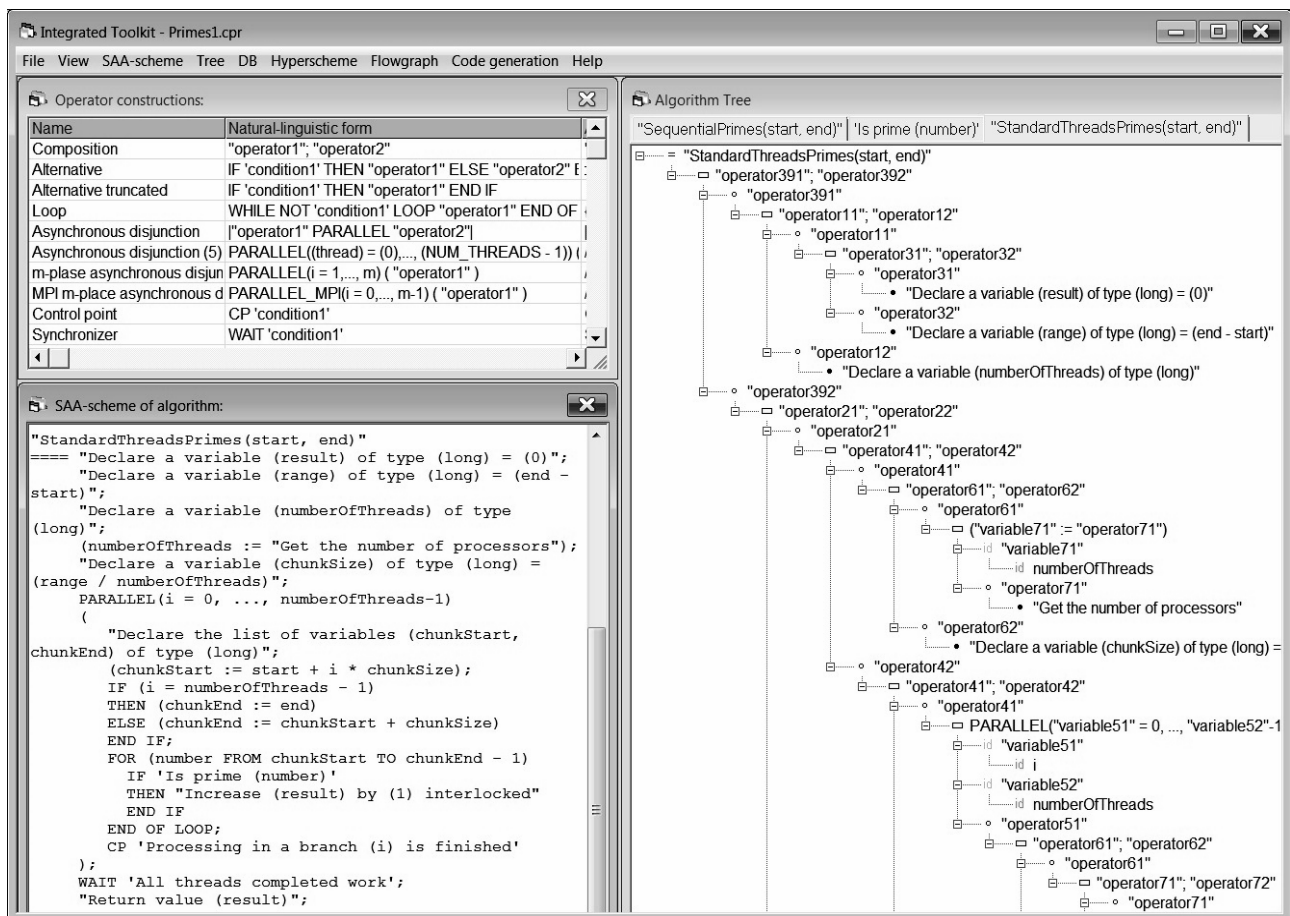 Integrated Toolkit - Primes1.cpr
File View SAA-scheme Tree DB Hyperscheme Flowgraph Code generation Help
Operator constructions:
Name Natural-linguistic form
Composition "operator1"; "operator2"
Alternative IF 'condition1' THEN "operator1" ELSE "operator2" E
Alternative truncated IF 'condition1' THEN "operator1" END IF
Loop WHILE NOT 'condition1' LOOP "operator1" END OF
Asynchronous disjunction |"operator1" PARALLEL "operator2"|
Asynchronous disjunction (5) PARALLEL((thread) = (0),..., (NUM_THREADS - 1)) (
m-plase asynchronous disjun PARALLEL(i = 1,..., m) ( "operator1" )
MPI m-place asynchronous d PARALLEL_MPI(i = 0,..., m-1) ( "operator1" )
Control point CP 'condition1'
Synchronizer WAIT 'condition1'
SAA-scheme of algorithm:
"StandardThreadsPrimes(start, end)"
==== "Declare a variable (result) of type (long) = (0)";
"Declare a variable (range) of type (long) = (end -
start)";
"Declare a variable (numberOfThreads) of type
(long)";
(numberOfThreads := "Get the number of processors");
"Declare a variable (chunkSize) of type (long) =
(range / numberOfThreads)";
PARALLEL(i = 0, ..., numberOfThreads-1)
(
"Declare the list of variables (chunkStart,
chunkEnd) of type (long)";
(chunkStart := start + i * chunkSize);
IF (i = numberOfThreads - 1)
THEN (chunkEnd := end)
ELSE (chunkEnd := chunkStart + chunkSize)
END IF;
FOR (number FROM chunkStart TO chunkEnd - 1)
IF 'Is prime (number)'
THEN "Increase (result) by (1) interlocked"
END IF
END OF LOOP;
CP 'Processing in a branch (i) is finished'
);
WAIT 'All threads completed work';
"Return value (result)";
Algorithm Tree
"SequentialPrimes(start, end)" 'Is prime (number)' "StandardThreadsPrimes(start, end)"
= "StandardThreadsPrimes(start, end)"
"operator391"; "operator392"
"operator391"
"operator11"; "operator12"
"operator11"
"operator31"; "operator32"
"operator31"
"Declare a variable (result) of type (long) = (0)"
"operator32"
"Declare a variable (range) of type (long) = (end - start)"
"operator12"
"Declare a variable (numberOfThreads) of type (long)"
"operator392"
"operator21"; "operator22"
"operator21"
"operator41"; "operator42"
"operator41"
"operator61"; "operator62"
"operator61"
("variable71" := "operator71")
id "variable71"
id numberOfThreads
"operator71"
"Get the number of processors"
"operator62"
"Declare a variable (chunkSize) of type (long) =
"operator42"
"operator41"; "operator42"
"operator41"
PARALLEL("variable51" = 0, ..., "variable52"-1
id "variable51"
id i
id "variable52"
id numberOfThreads
"operator51"
"operator61"; "operator62"
"operator61"
"operator71"; "operator72"
"operator71"